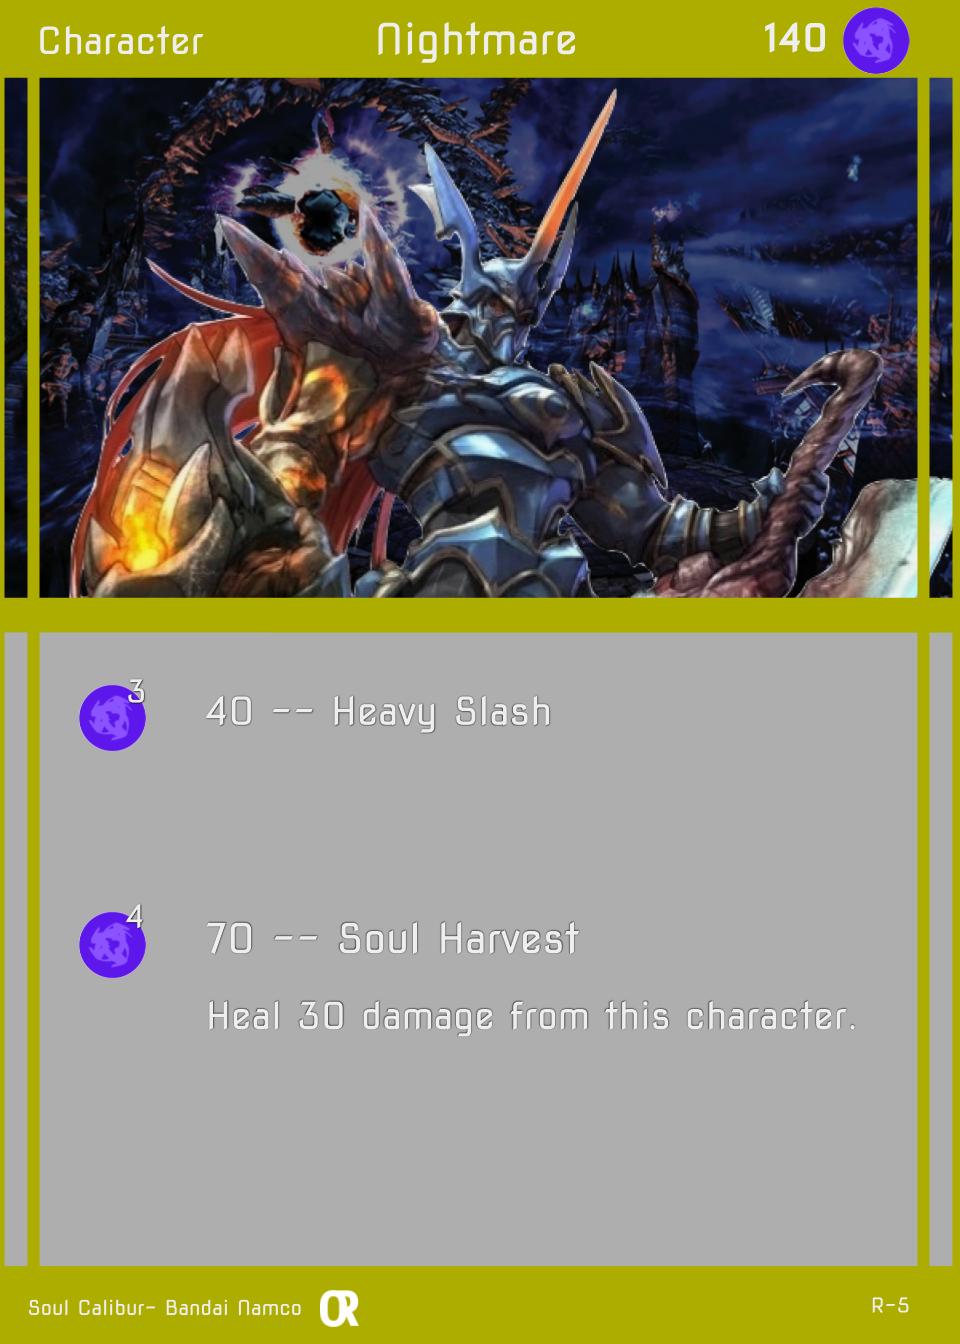 Character Nightmare 140
3 40 -- Heavy Slash
4 70 -- Soul Harvest
Heal 30 damage from this character.
Soul Calibur- Bandai Namco OR R-5